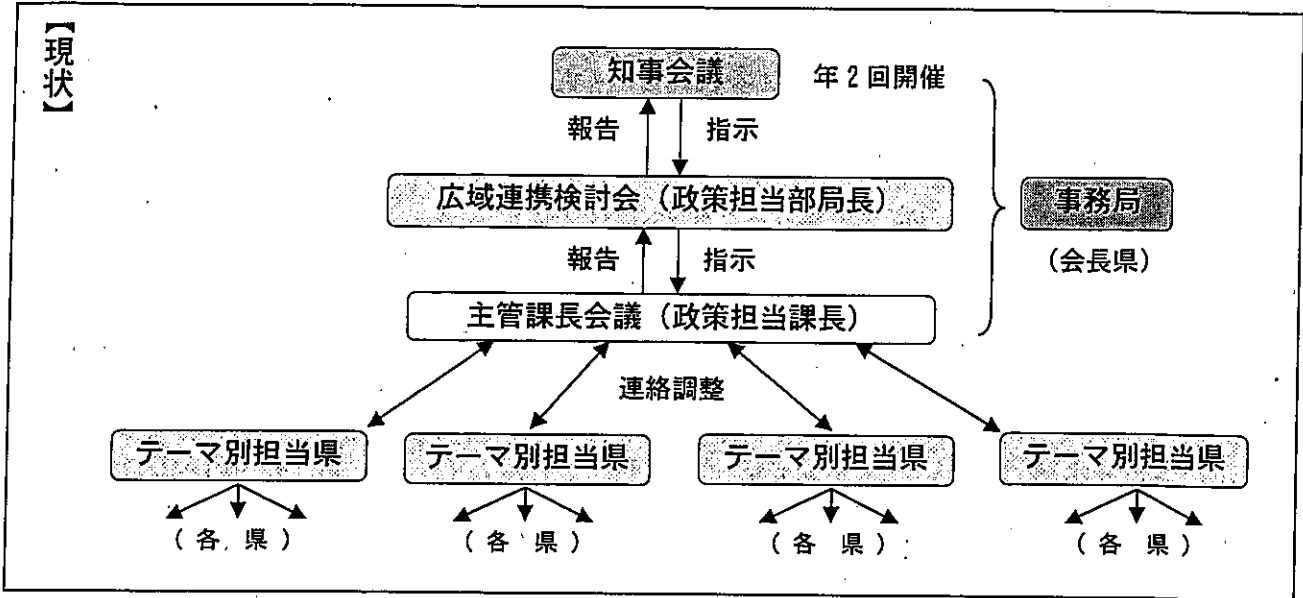 【現状】
知事会議 年2回開催
報告 指示
広域連携検討会（政策担当部局長） 事務局
報告 指示 （会長県）
主管課長会議（政策担当課長）
連絡調整
テーマ別担当県 テーマ別担当県 テーマ別担当県 テーマ別担当県
（各県） （各県） （各県） （各県）